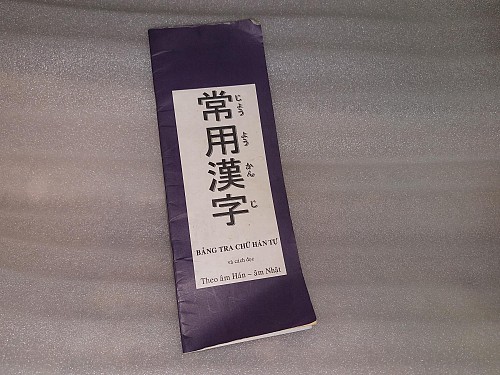 常用漢字
じょうようかんじ
BẢNG TRA CHỮ HÁN TỰ
và cách đọc
Theo âm Hán - âm Nhật